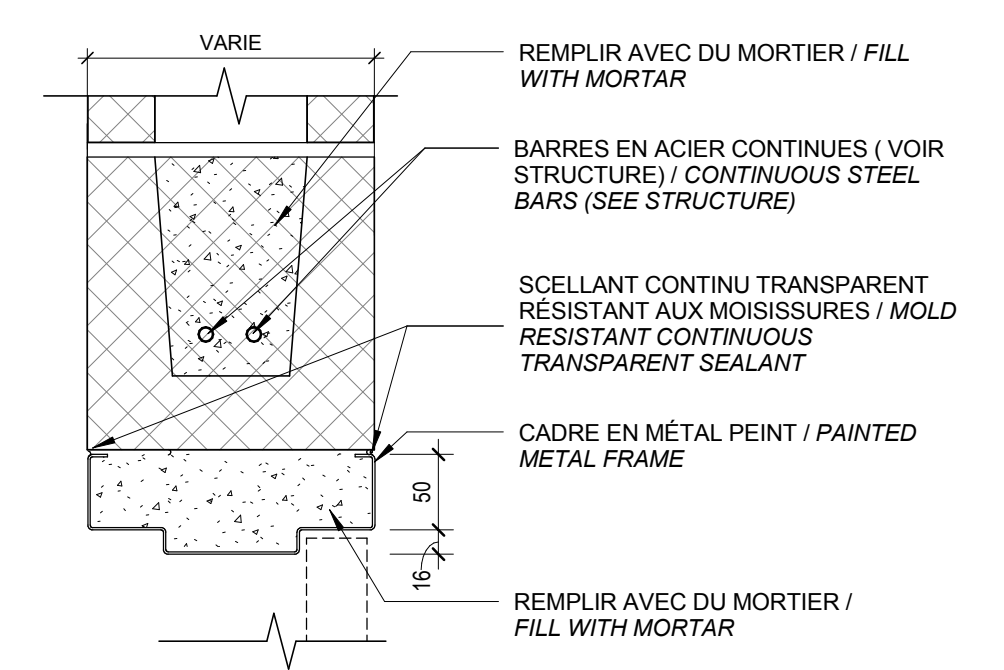 VARIE
REMPLIR AVEC DU MORTIER / FILL
WITH MORTAR
BARRES EN ACIER CONTINUES ( VOIR
STRUCTURE) / CONTINUOUS STEEL
BARS (SEE STRUCTURE)
SCELLANT CONTINU TRANSPARENT
RÉSISTANT AUX MOISISSURES / MOLD
RESISTANT CONTINUOUS
TRANSPARENT SEALANT
CADRE EN MÉTAL PEINT / PAINTED
METAL FRAME
50
16
REMPLIR AVEC DU MORTIER /
FILL WITH MORTAR